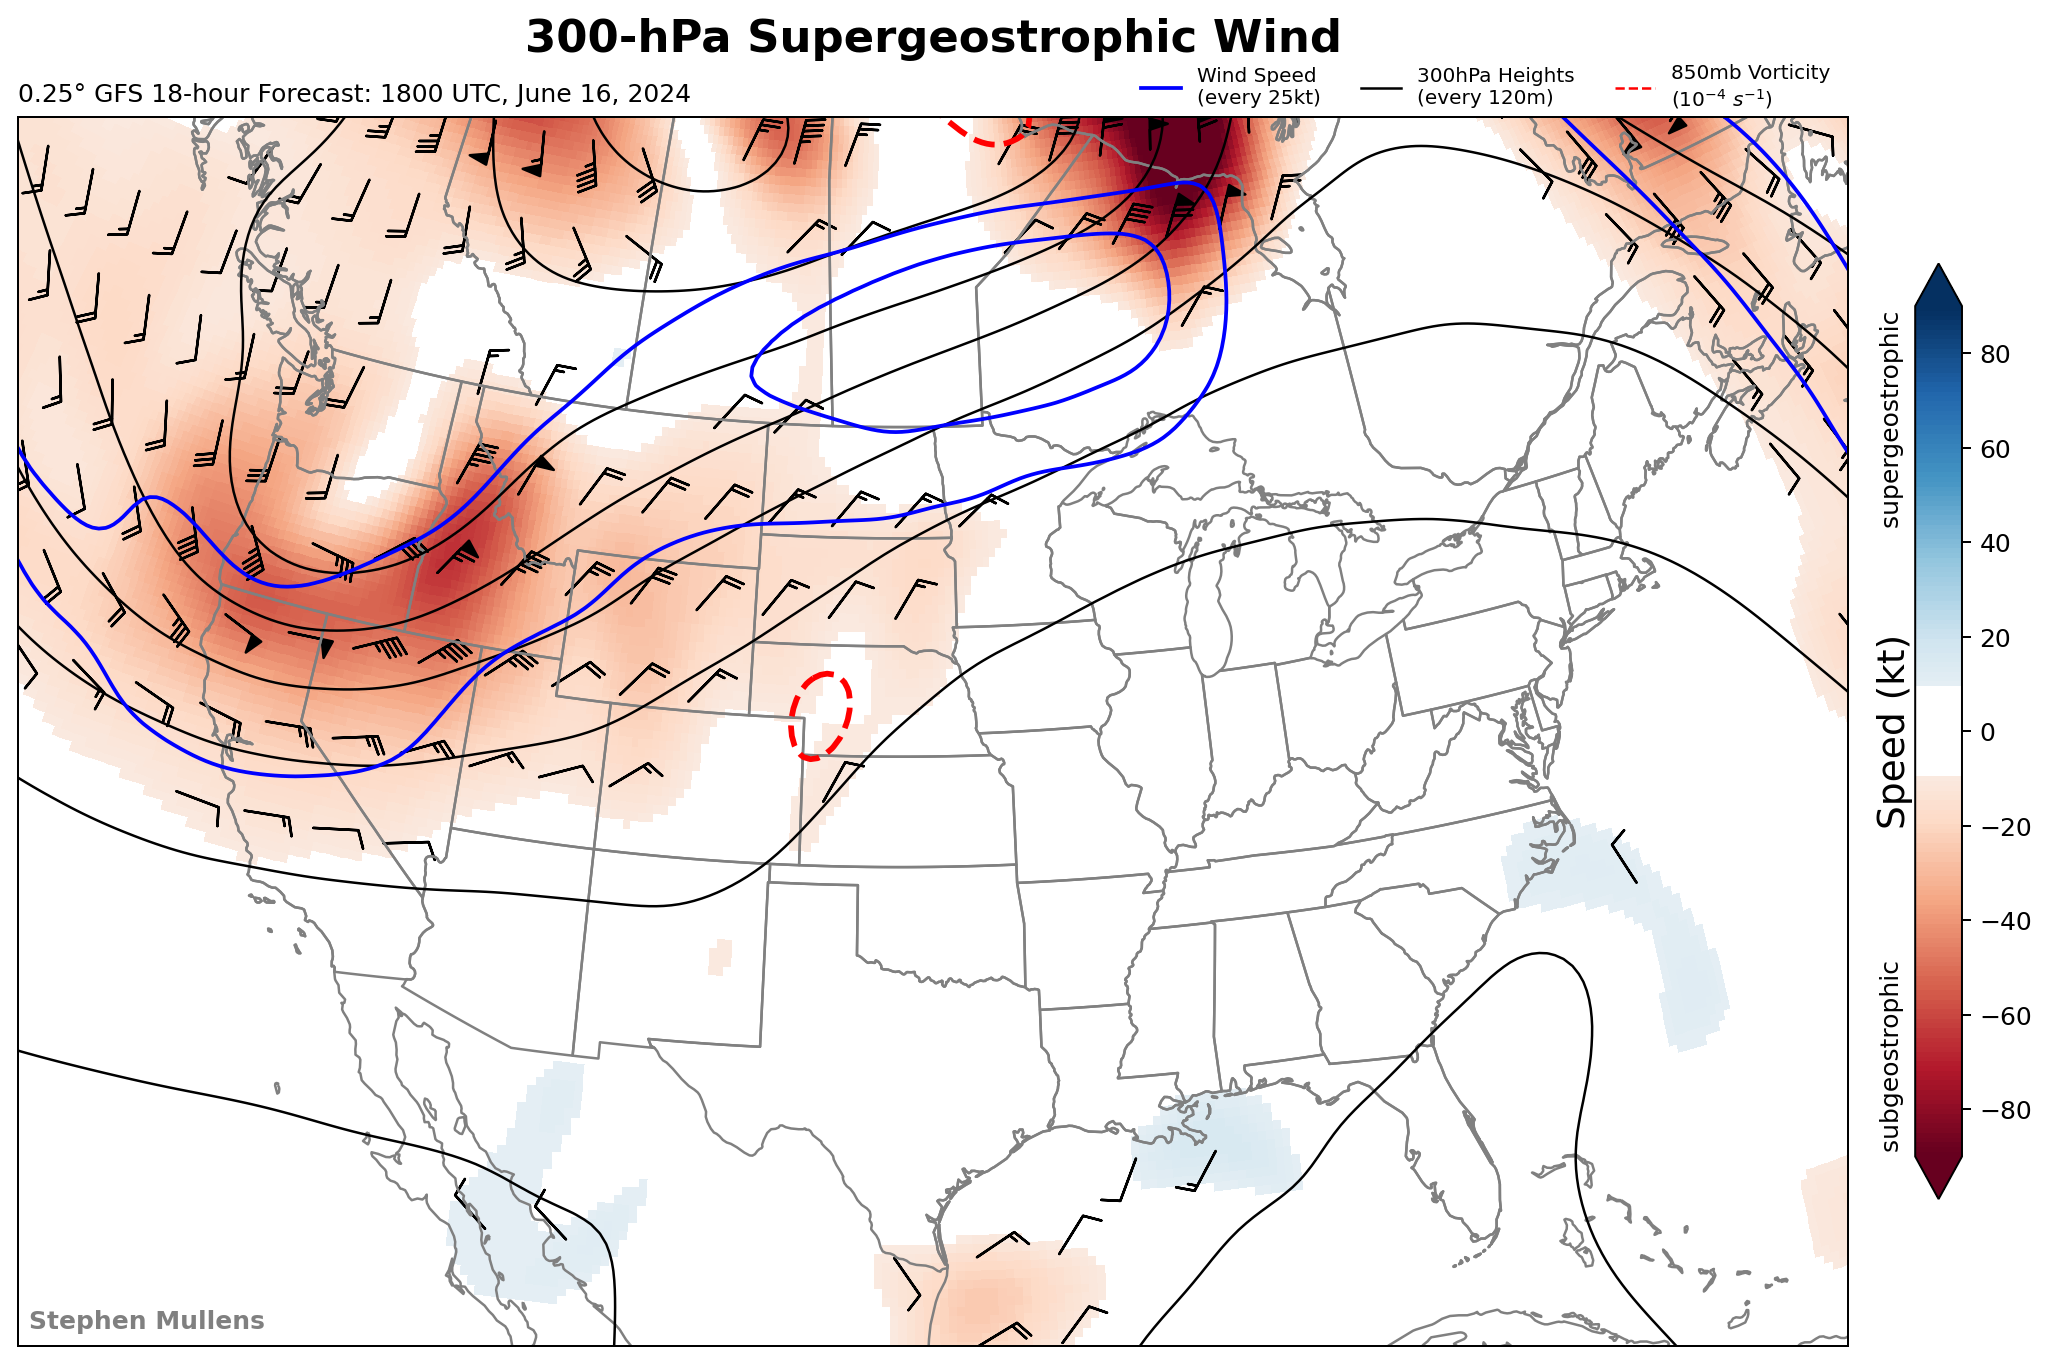 300-hPa Supergeostrophic Wind
0.25° GFS 18-hour Forecast: 1800 UTC, June 16, 2024
Wind Speed
(every 25kt)
300hPa Heights
(every 120m)
850mb Vorticity
(10⁻⁴ s⁻¹)
supergeostrophic
Speed (kt)
subgeostrophic
80
60
40
20
0
−20
−40
−60
−80
Stephen Mullens